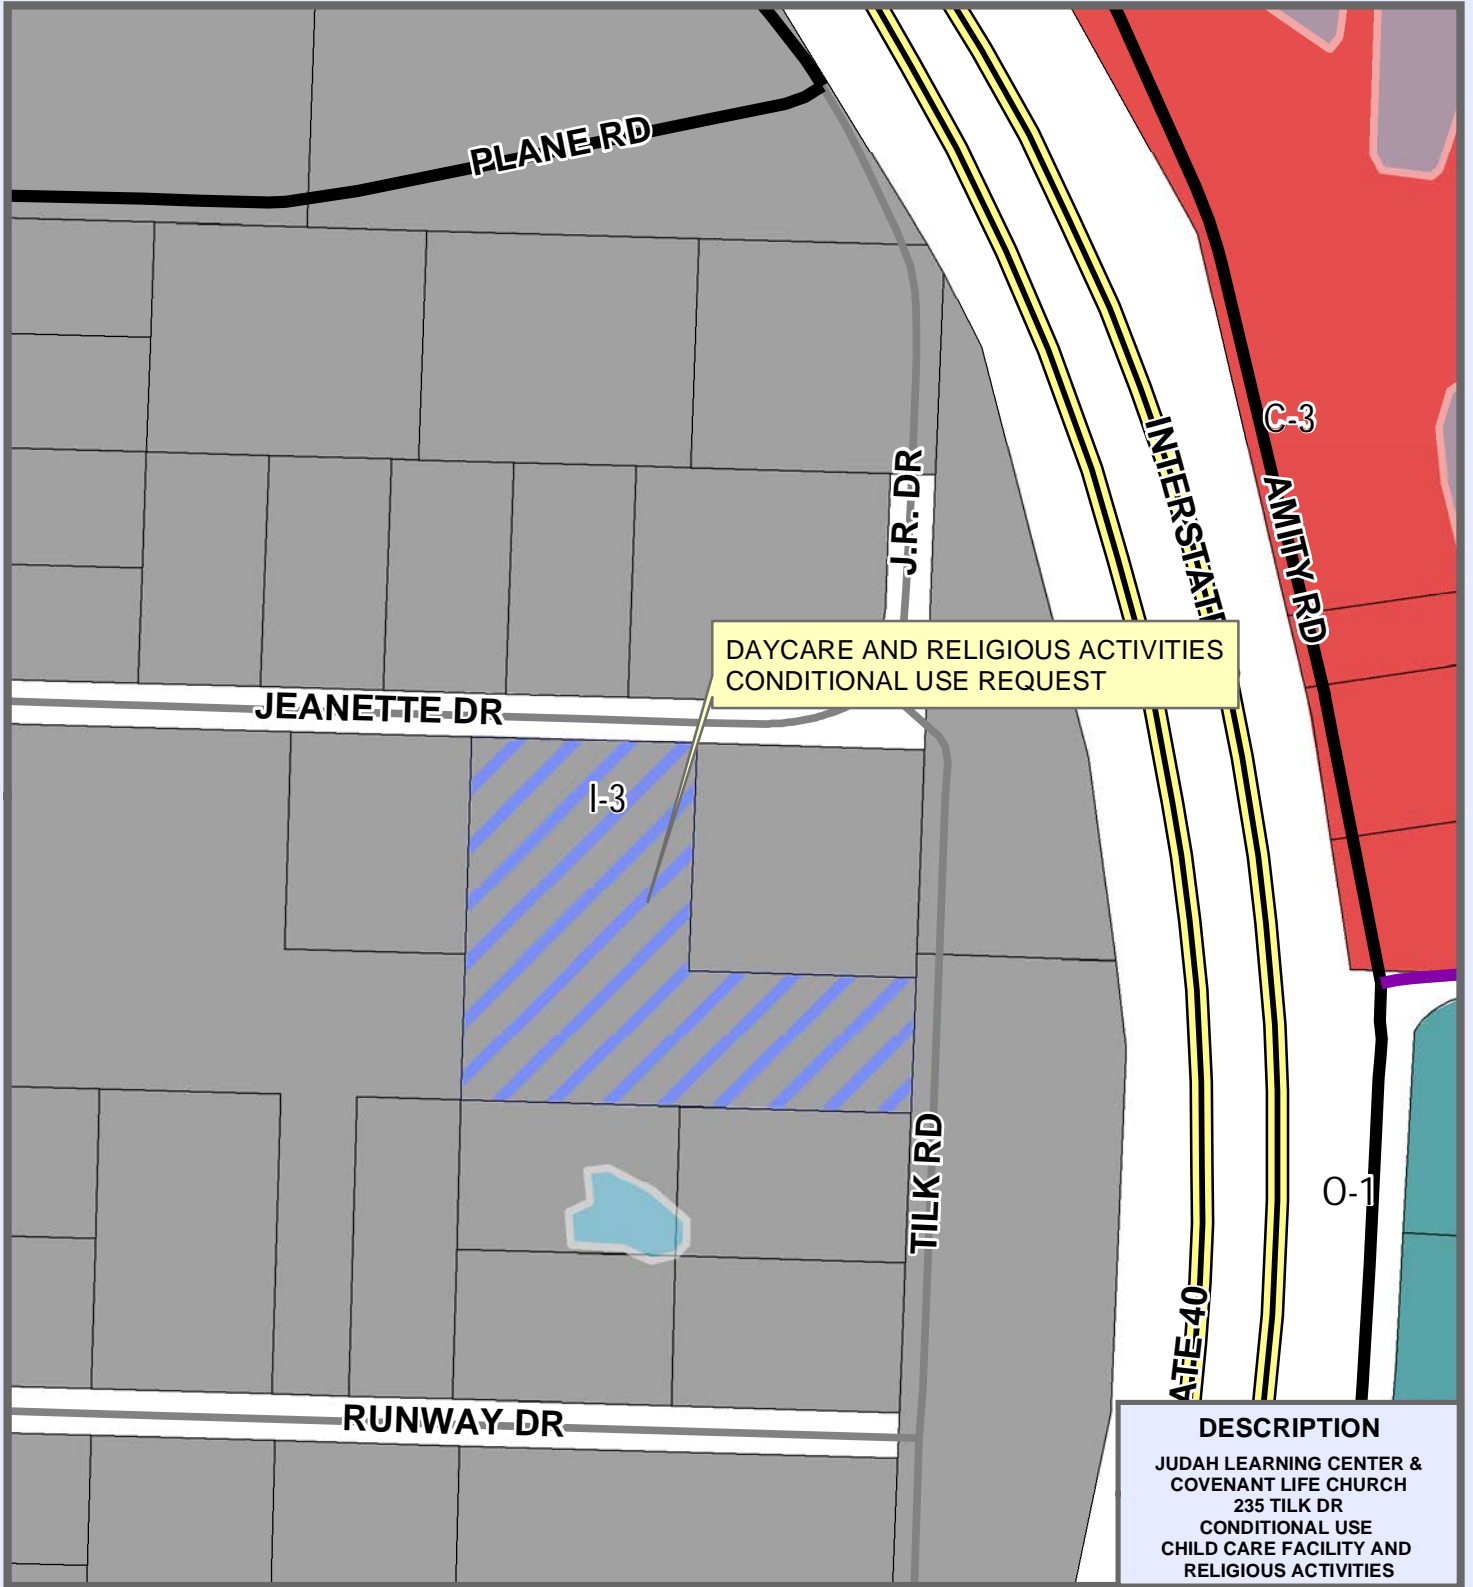 PLANE RD
C-3
INTERSTATE
AMITY RD
J.R. DR
DAYCARE AND RELIGIOUS ACTIVITIES
CONDITIONAL USE REQUEST
JEANETTE DR
I-3
TILK RD
O-1
ATE 40
RUNWAY DR
DESCRIPTION
JUDAH LEARNING CENTER &
COVENANT LIFE CHURCH
235 TILK DR
CONDITIONAL USE
CHILD CARE FACILITY AND
RELIGIOUS ACTIVITIES